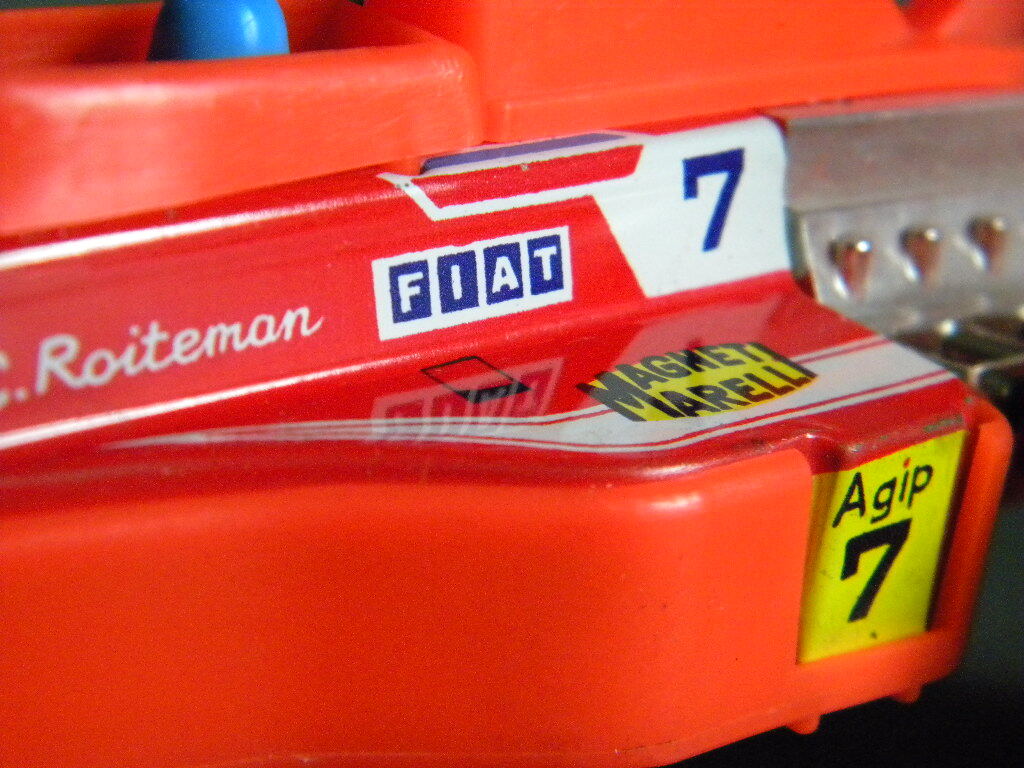 7
FIAT
C. Roiteman
MAGNETI
MARELLI
Agip
7